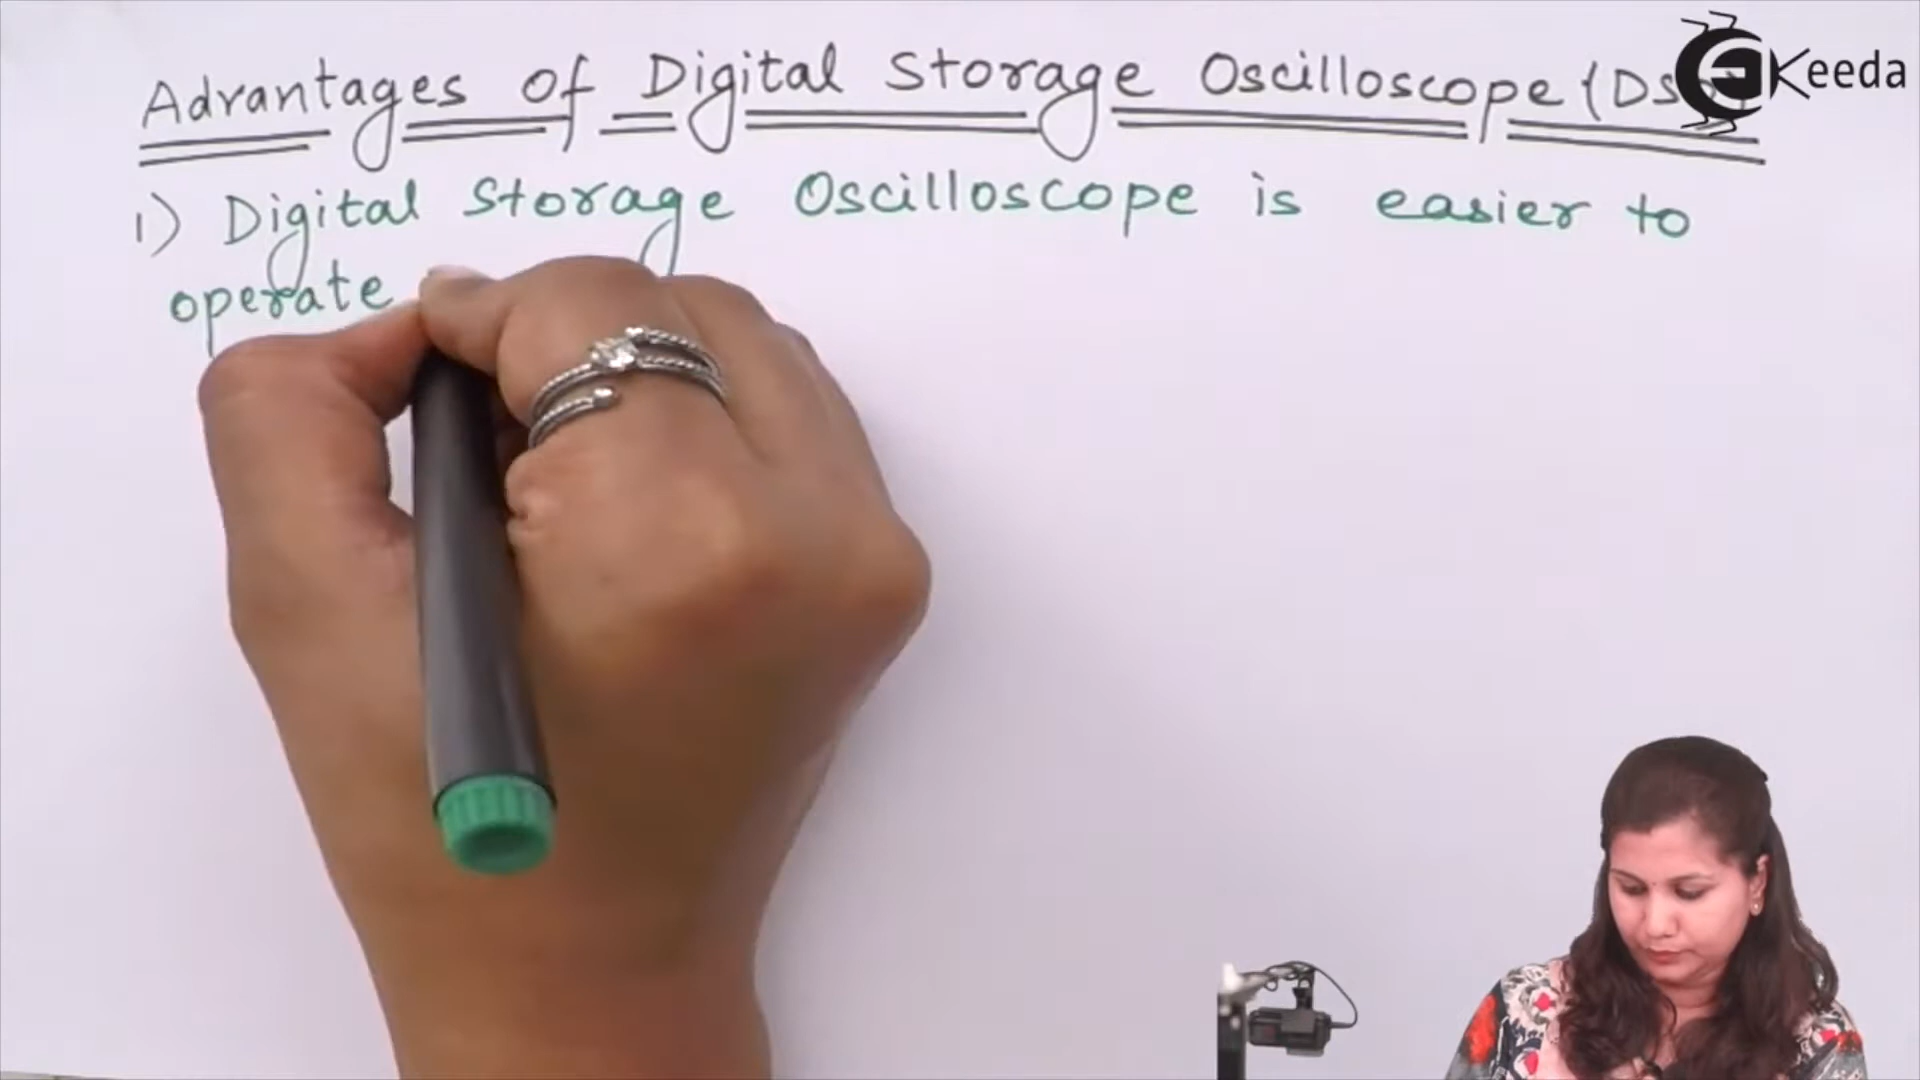 Advantages of Digital Storage Oscilloscope (DSO)
Keeda
1) Digital Storage Oscilloscope is easier to
operate